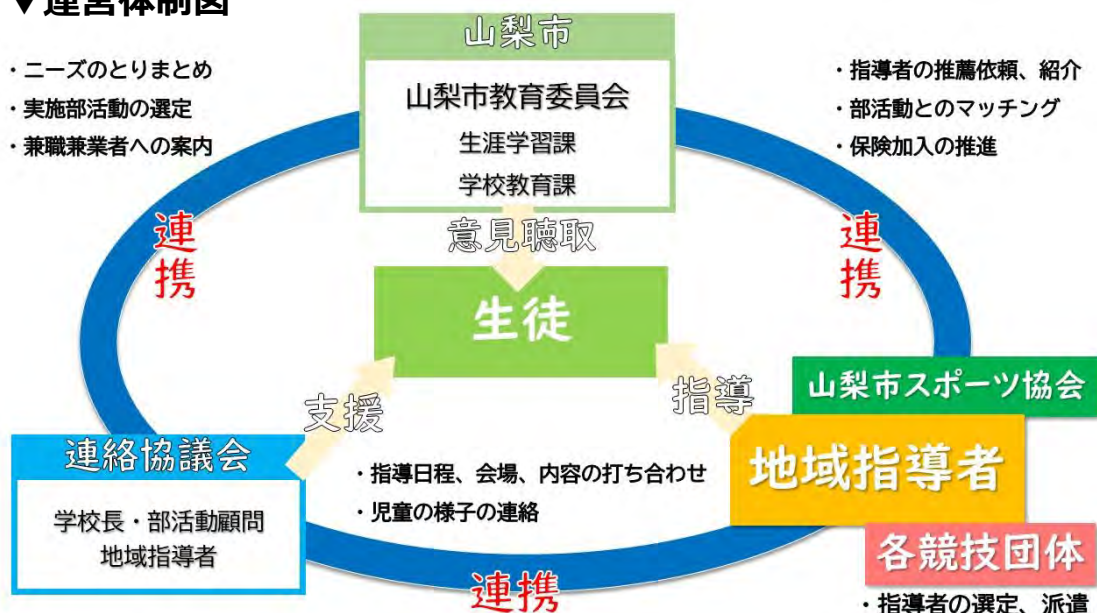 ▼運営体制図
山梨市
山梨市教育委員会
生涯学習課
学校教育課
・ニーズのとりまとめ
・実施部活動の選定
・兼職兼業者への案内
・指導者の推薦依頼、紹介
・部活動とのマッチング
・保険加入の推進
連携
連携
意見聴取
生徒
支援
指導
山梨市スポーツ協会
地域指導者
各競技団体
・指導者の選定、派遣
連絡協議会
学校長・部活動顧問
地域指導者
・指導日程、会場、内容の打ち合わせ
・児童の様子の連絡
連携